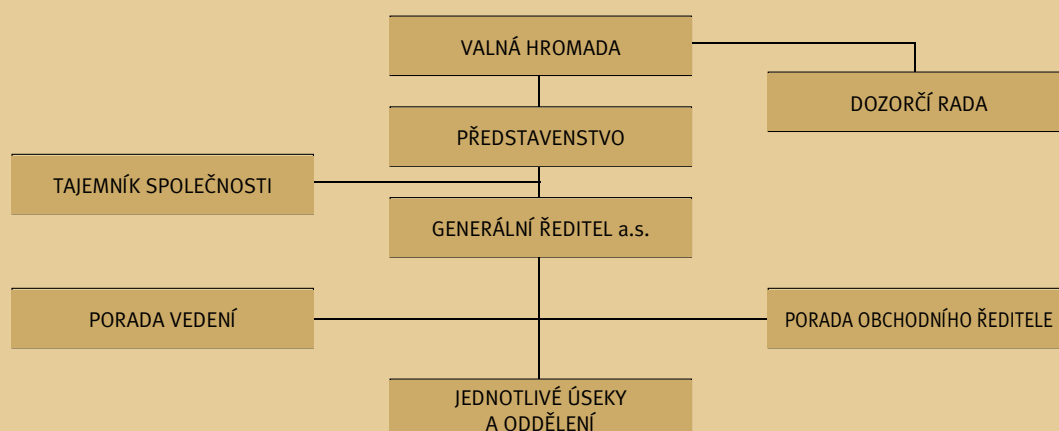 VALNÁ HROMADA
DOZORČÍ RADA
PŘEDSTAVENSTVO
TAJEMNÍK SPOLEČNOSTI
GENERÁLNÍ ŘEDITEL a.s.
PORADA VEDENÍ
PORADA OBCHODNÍHO ŘEDITELE
JEDNOTLIVÉ ÚSEKY
A ODDĚLENÍ